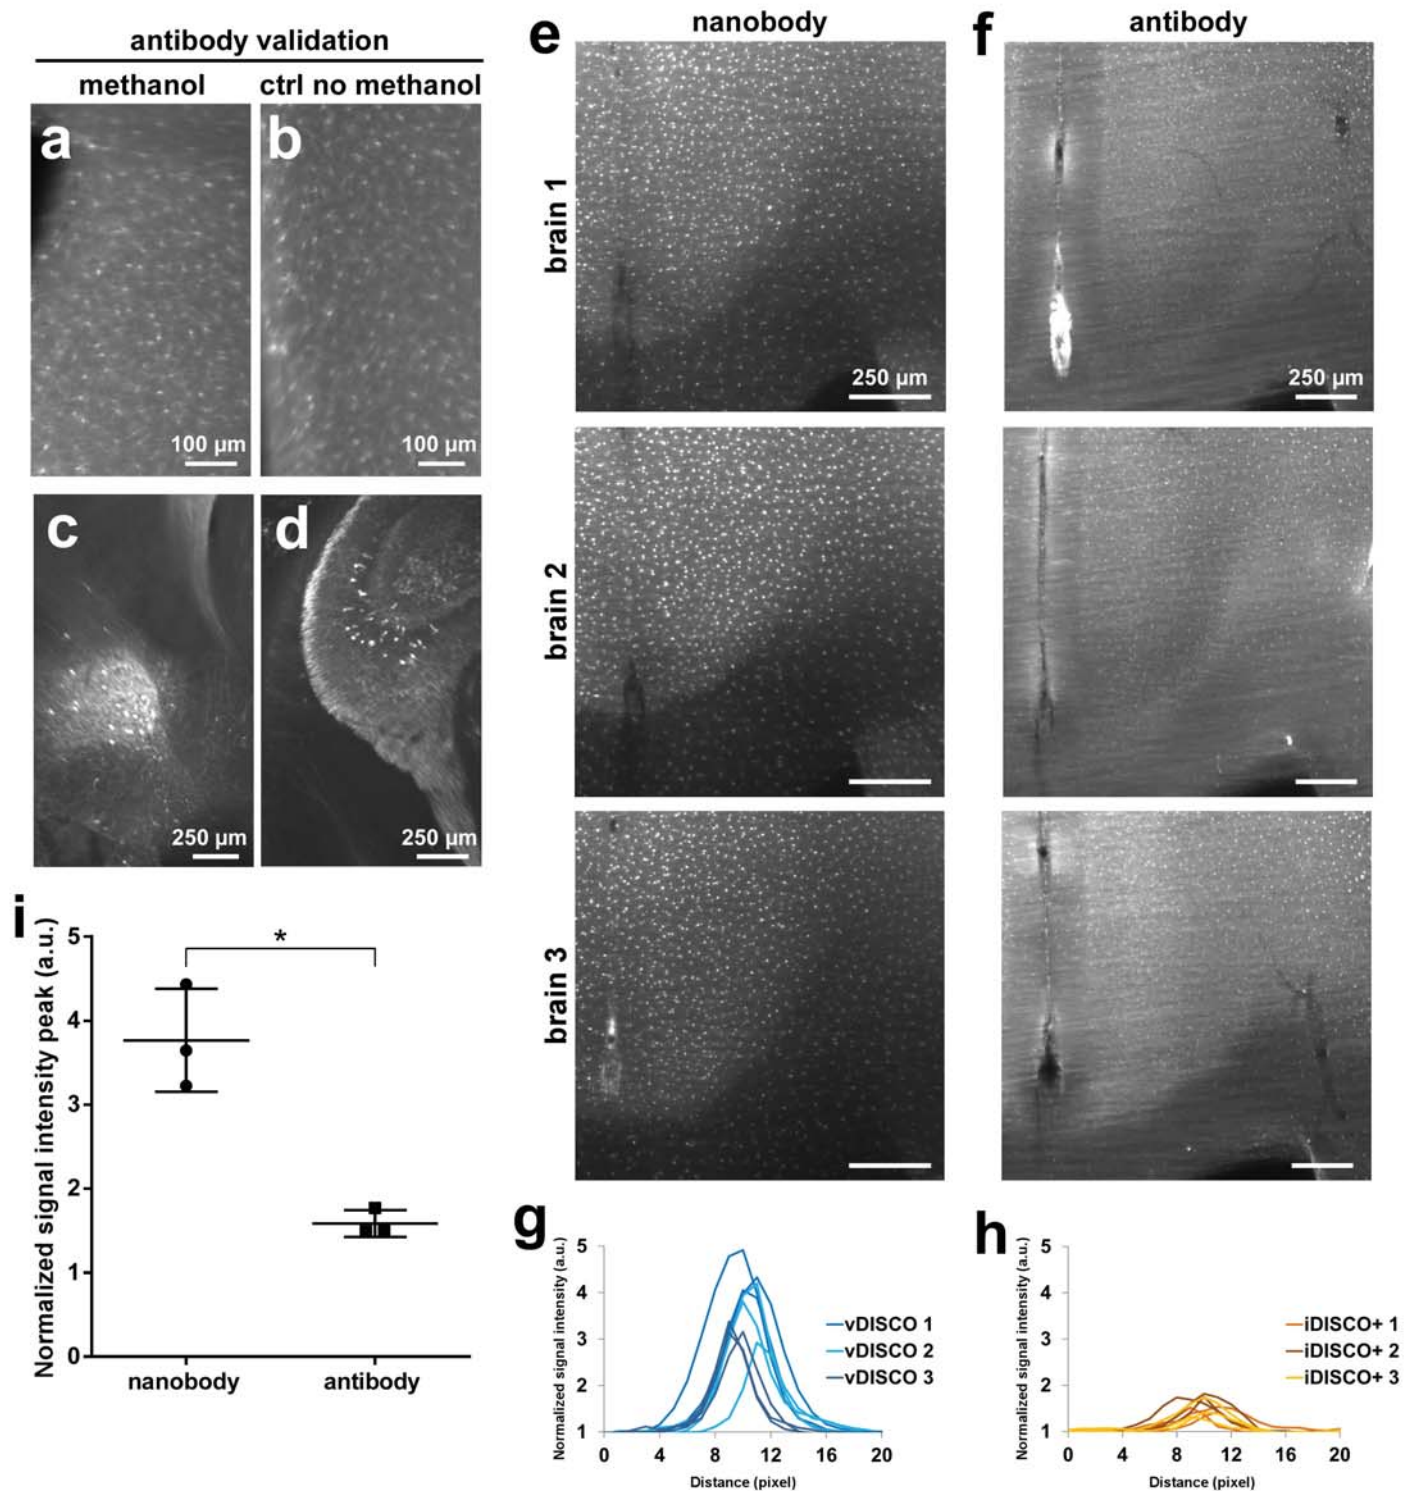 antibody validation
methanol
ctrl no methanol
a
b
100 µm
100 µm
c
d
250 µm
250 µm
e
nanobody
f
antibody
brain 1
250 µm
250 µm
brain 2
brain 3
i
Normalized signal intensity peak (a.u.)
5
4
3
2
1
0
*
nanobody
antibody
g
Normalized signal intensity (a.u.)
5
4
3
2
1
0
4
8
12
16
20
Distance (pixel)
vDISCO 1
vDISCO 2
vDISCO 3
h
Normalized signal intensity (a.u.)
5
4
3
2
1
0
4
8
12
16
20
Distance (pixel)
iDISCO+ 1
iDISCO+ 2
iDISCO+ 3